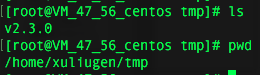 [[root@VM_47_56_centos tmp]# ls
v2.3.0
[[root@VM_47_56_centos tmp]# pwd
/home/xuliugen/tmp